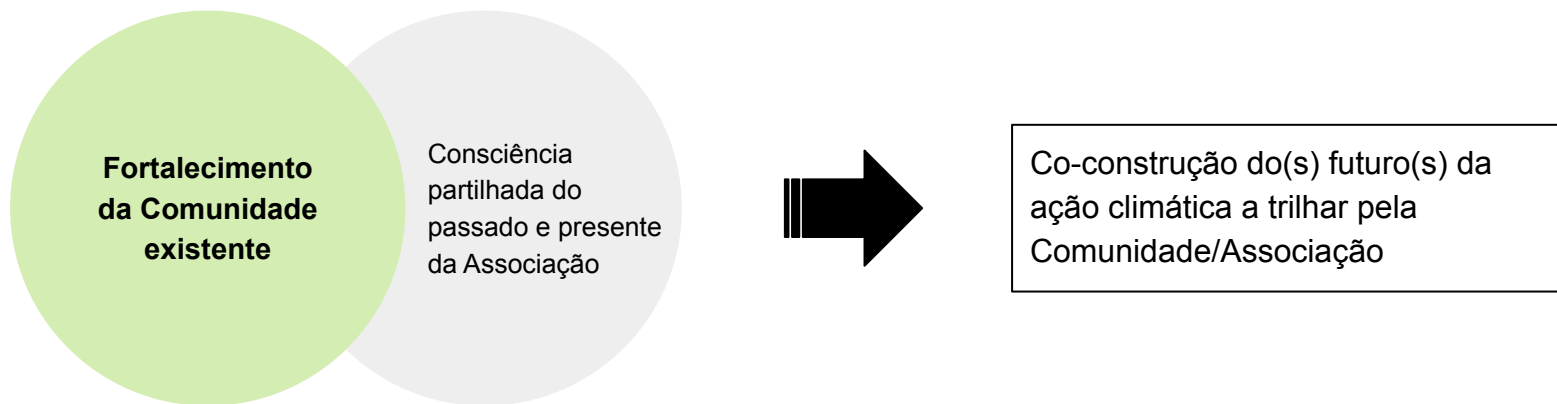 Fortalecimento
da Comunidade
existente
Consciência
partilhada do
passado e presente
da Associação
Co-construção do(s) futuro(s) da
ação climática a trilhar pela
Comunidade/Associação